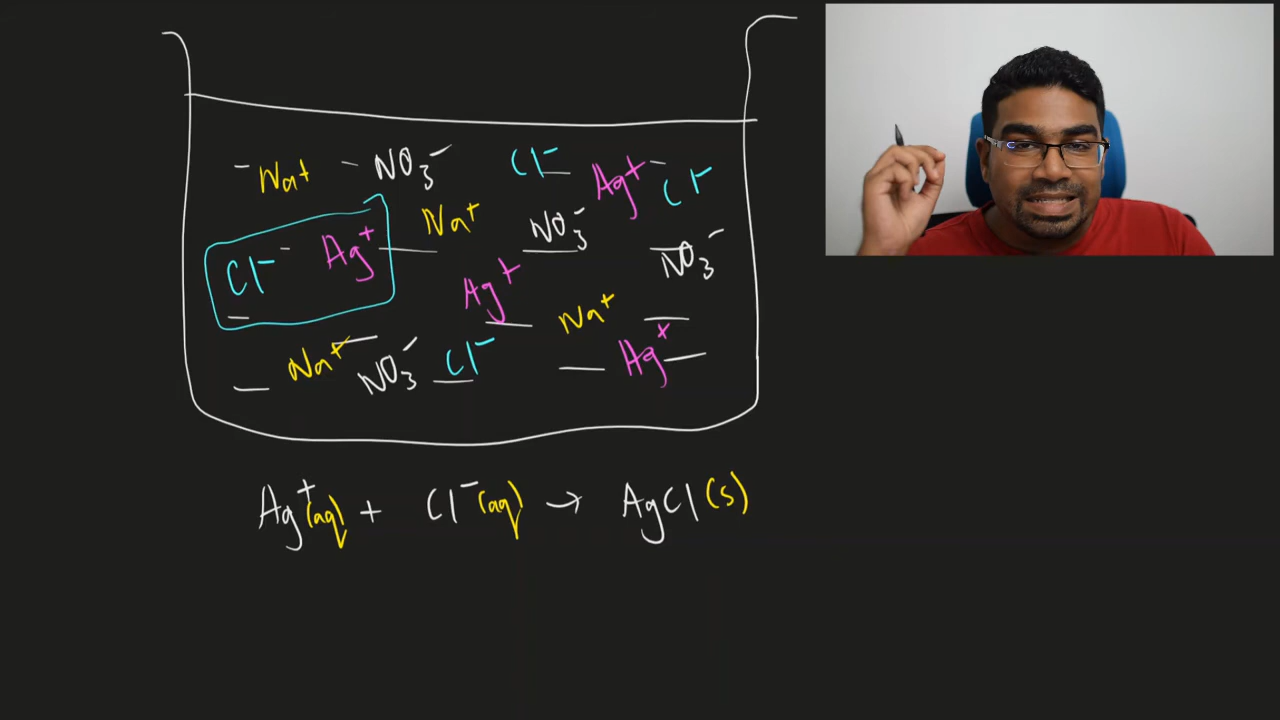 Na⁺ NO₃⁻ Cl⁻ Ag⁺ Cl⁻
Na⁺ NO₃⁻
Cl⁻ Ag⁺ NO₃⁻
Ag⁺ Na⁺
Na⁺ NO₃⁻ Cl⁻ Ag⁺
Ag⁺(aq) + Cl⁻(aq) → AgCl(s)